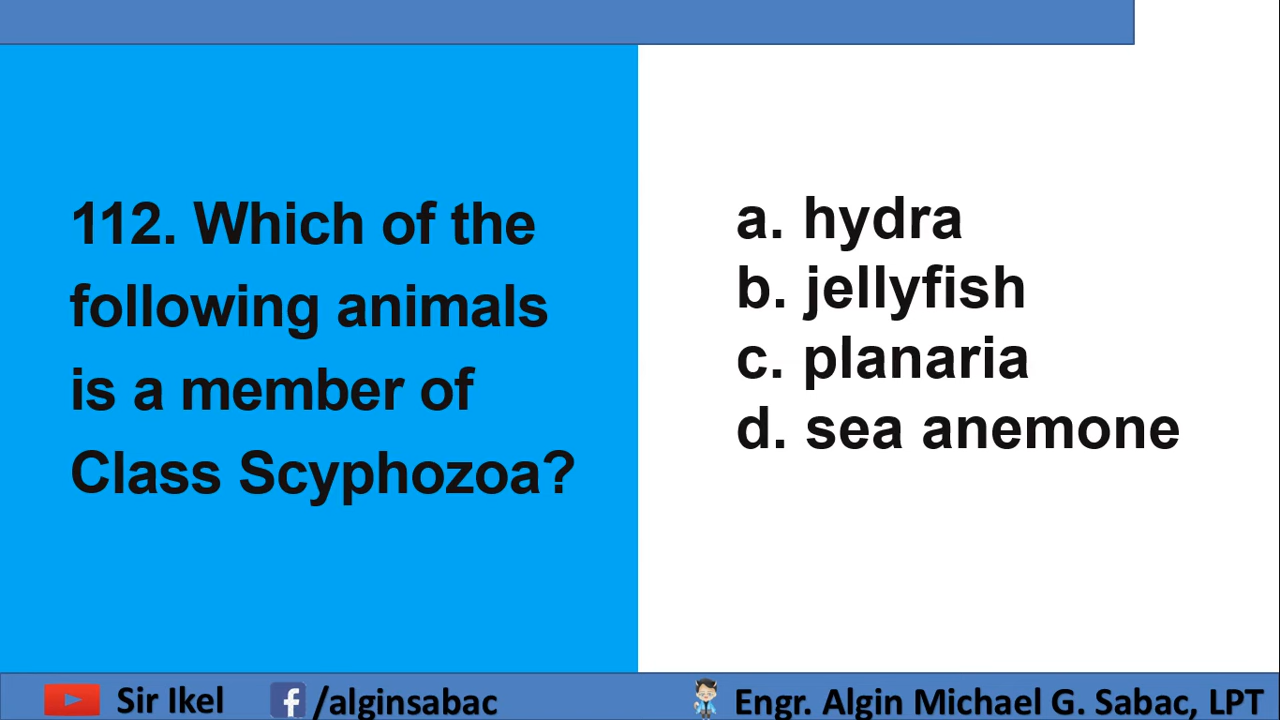 112. Which of the
following animals
is a member of
Class Scyphozoa?
a. hydra
b. jellyfish
c. planaria
d. sea anemone
Sir Ikel
/alginsabac
Engr. Algin Michael G. Sabac, LPT